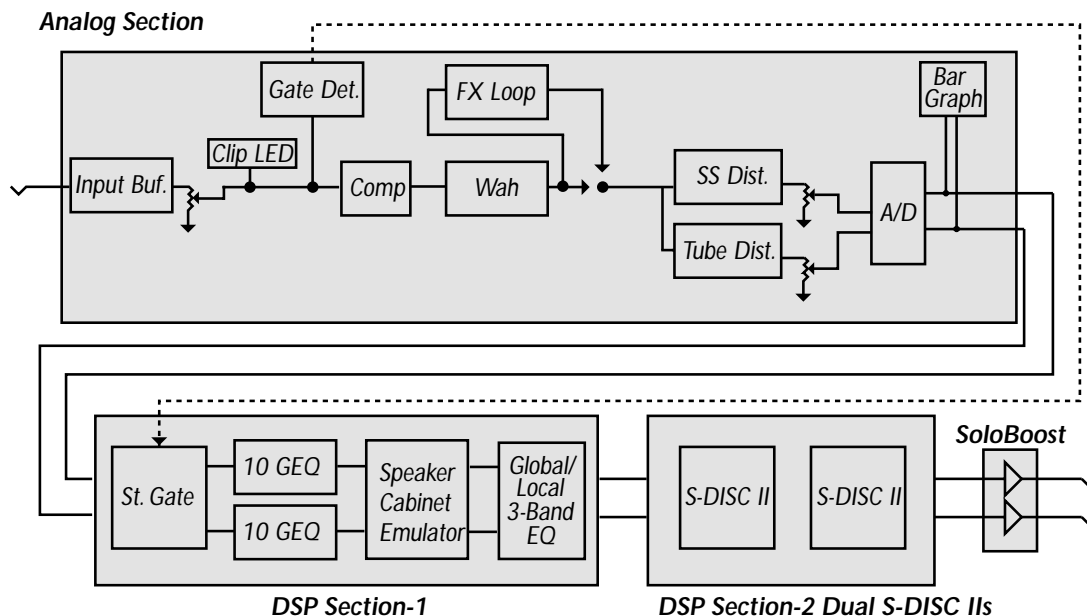 Analog Section
Gate Det.
FX Loop
Bar
Graph
Clip LED
Input Buf.
Comp
Wah
SS Dist.
A/D
Tube Dist.
SoloBoost
St. Gate
10 GEQ
10 GEQ
Speaker
Cabinet
Emulator
Global/
Local
3-Band
EQ
S-DISC II
S-DISC II
DSP Section-1
DSP Section-2 Dual S-DISC IIs